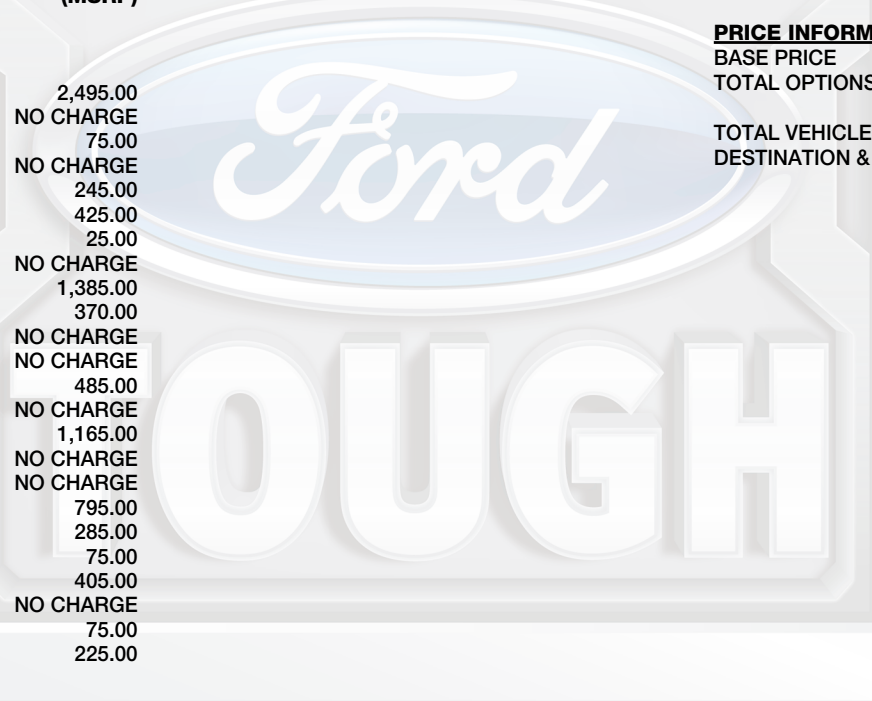 (MSRP)
2,495.00
NO CHARGE
75.00
NO CHARGE
245.00
425.00
25.00
NO CHARGE
1,385.00
370.00
NO CHARGE
NO CHARGE
485.00
NO CHARGE
1,165.00
NO CHARGE
NO CHARGE
795.00
285.00
75.00
405.00
NO CHARGE
75.00
225.00
PRICE INFORM
BASE PRICE
TOTAL OPTIONS
TOTAL VEHICLE
DESTINATION &
Ford
TOUGH